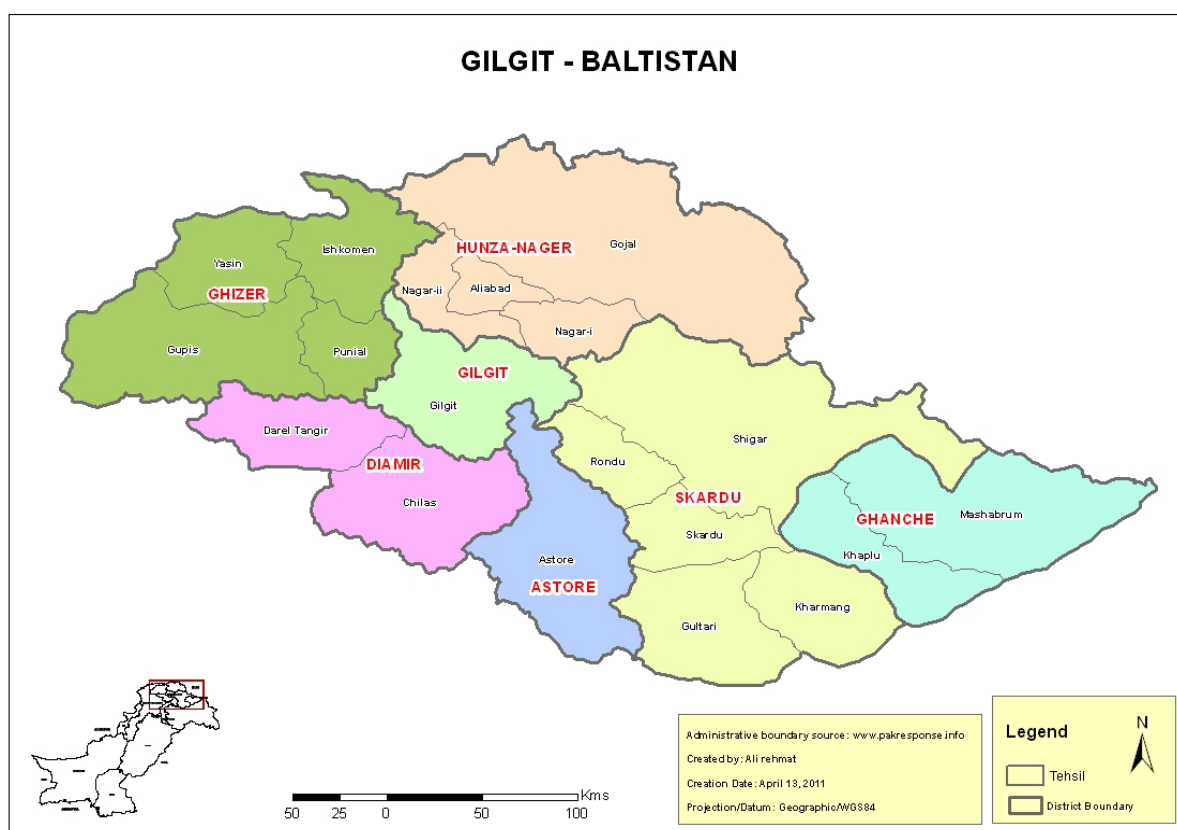 GILGIT - BALTISTAN
Ishkomen
Gojal
HUNZA-NAGER
Yasin
Nagar-ii
Aliabad
GHIZER
Nagar-i
Gupis
Punial
GILGIT
Gilgit
Darel Tangir
Shigar
DIAMIR
Rondu
Chilas
SKARDU
Mashabrum
GHANCHE
Skardu
Khaplu
Astore
ASTORE
Kharmang
Gultari
50 25 0 50 100
Kms
Administrative boundary source: www.pakresponse.info
Created by: Ali rehmat
Creation Date: April 13, 2011
Projection/Datum: Geographic/WGS84
Legend
N
Tehsil
District Boundary